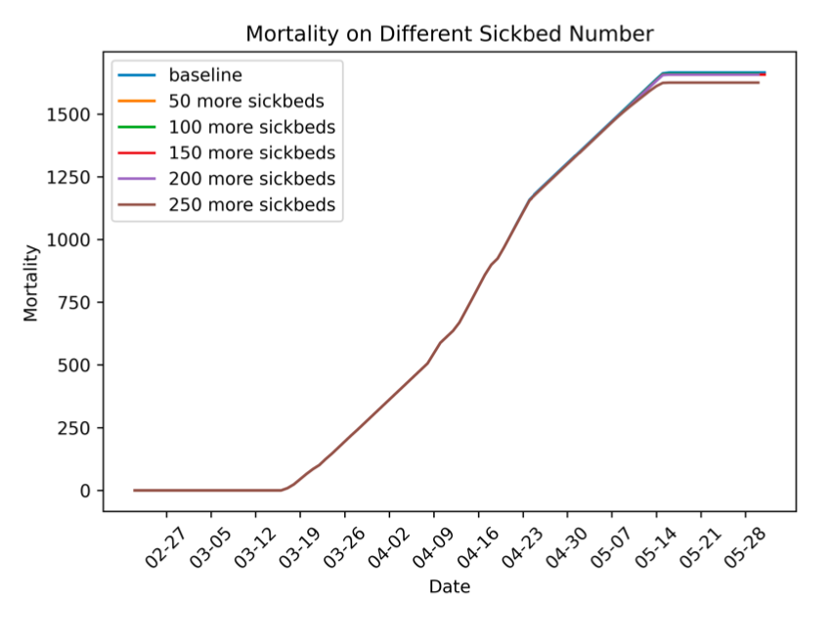 Mortality on Different Sickbed Number
baseline
50 more sickbeds
100 more sickbeds
150 more sickbeds
200 more sickbeds
250 more sickbeds
1500
1250
1000
750
500
250
0
Mortality
02-27 03-05 03-12 03-19 03-26 04-02 04-09 04-16 04-23 04-30 05-07 05-14 05-21 05-28
Date